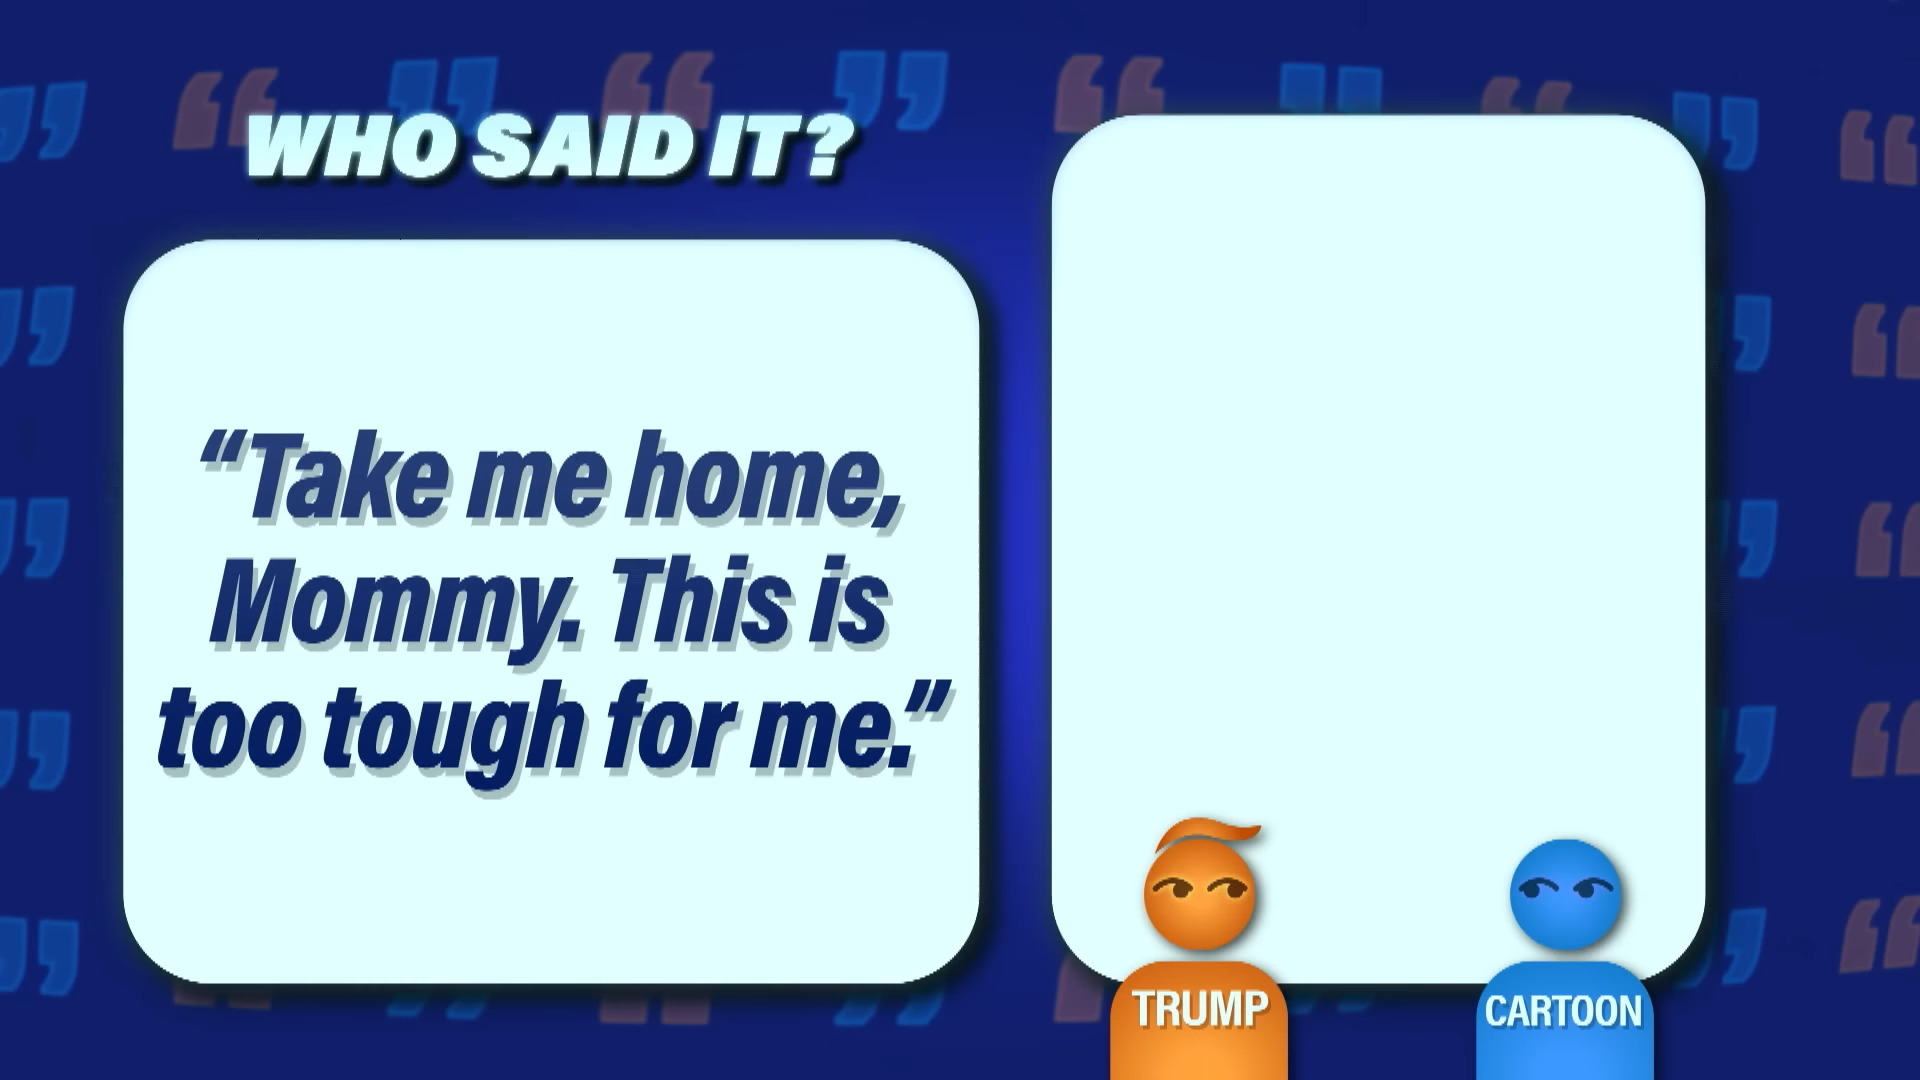 WHO SAID IT?
“Take me home,
Mommy. This is
too tough for me.”
TRUMP
CARTOON